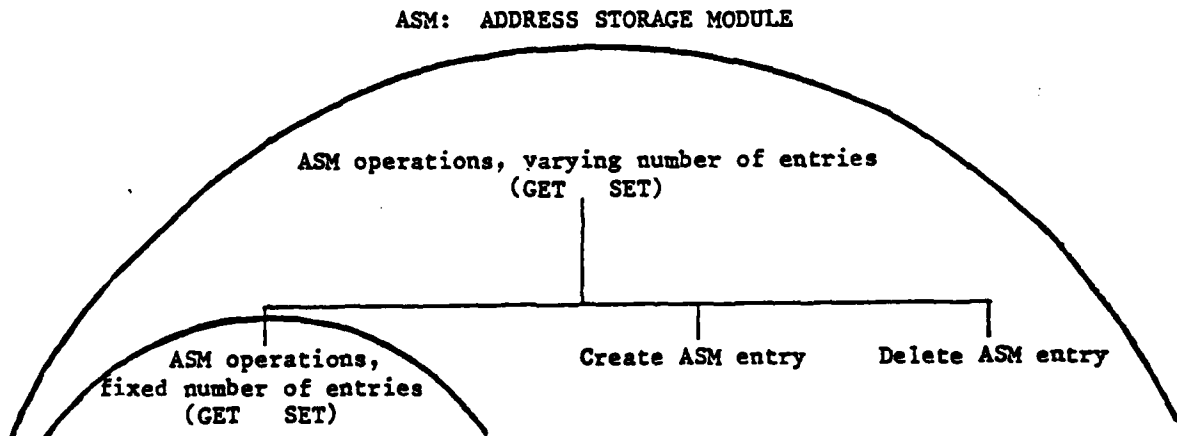 ASM: ADDRESS STORAGE MODULE
ASM operations, varying number of entries
(GET SET)
ASM operations,
fixed number of entries
(GET SET)
Create ASM entry
Delete ASM entry